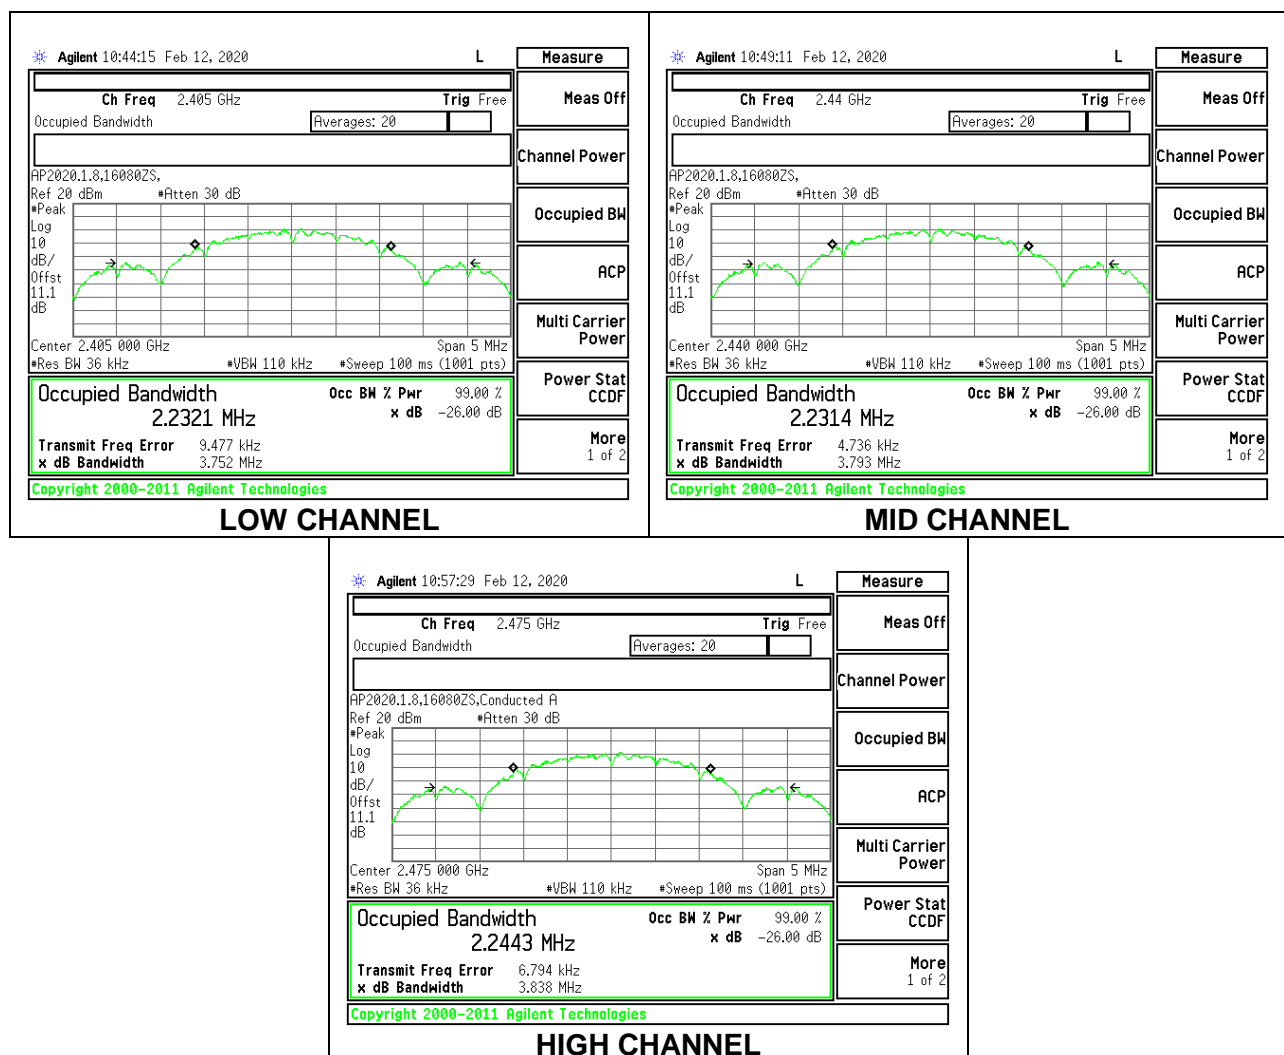 Agilent 10:44:15 Feb 12, 2020 L Measure
Ch Freq 2.405 GHz Trig Free
Meas Off
Occupied Bandwidth Averages: 20
Channel Power
AP2020.1.8,16080ZS,
Ref 20 dBm #Atten 30 dB
#Peak
Log
10
dB/
Offst
11.1
dB
Occupied BW
ACP
Multi Carrier
Power
Center 2.405 000 GHz Span 5 MHz
#Res BW 36 kHz #VBW 110 kHz #Sweep 100 ms (1001 pts)
Power Stat
CCDF
Occupied Bandwidth Occ BW % Pwr 99.00 %
2.2321 MHz x dB -26.00 dB
Transmit Freq Error 9.477 kHz
x dB Bandwidth 3.752 MHz
More
1 of 2
Copyright 2000-2011 Agilent Technologies
LOW CHANNEL
Agilent 10:49:11 Feb 12, 2020 L Measure
Ch Freq 2.44 GHz Trig Free
Meas Off
Occupied Bandwidth Averages: 20
Channel Power
AP2020.1.8,16080ZS,
Ref 20 dBm #Atten 30 dB
#Peak
Log
10
dB/
Offst
11.1
dB
Occupied BW
ACP
Multi Carrier
Power
Center 2.440 000 GHz Span 5 MHz
#Res BW 36 kHz #VBW 110 kHz #Sweep 100 ms (1001 pts)
Power Stat
CCDF
Occupied Bandwidth Occ BW % Pwr 99.00 %
2.2314 MHz x dB -26.00 dB
Transmit Freq Error 4.736 kHz
x dB Bandwidth 3.793 MHz
More
1 of 2
Copyright 2000-2011 Agilent Technologies
MID CHANNEL
Agilent 10:57:29 Feb 12, 2020 L Measure
Ch Freq 2.475 GHz Trig Free
Meas Off
Occupied Bandwidth Averages: 20
Channel Power
AP2020.1.8,16080ZS,Conducted A
Ref 20 dBm #Atten 30 dB
#Peak
Log
10
dB/
Offst
11.1
dB
Occupied BW
ACP
Multi Carrier
Power
Center 2.475 000 GHz Span 5 MHz
#Res BW 36 kHz #VBW 110 kHz #Sweep 100 ms (1001 pts)
Power Stat
CCDF
Occupied Bandwidth Occ BW % Pwr 99.00 %
2.2443 MHz x dB -26.00 dB
Transmit Freq Error 6.794 kHz
x dB Bandwidth 3.838 MHz
More
1 of 2
Copyright 2000-2011 Agilent Technologies
HIGH CHANNEL